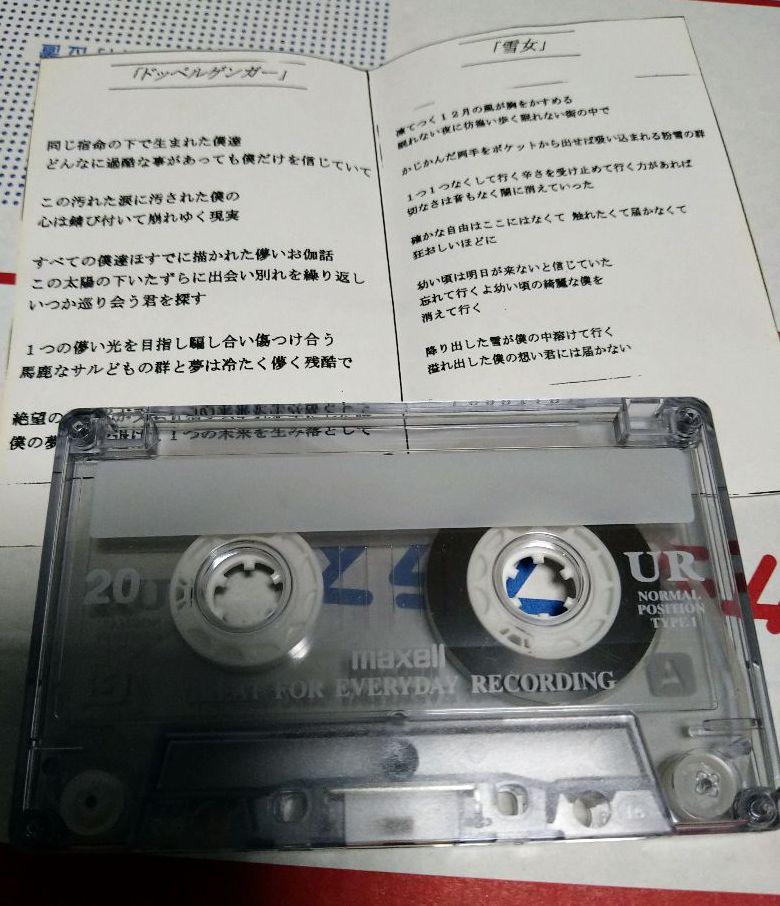 「ドッペルゲンガー」
同じ宿命の下で生まれた僕達
どんなに過酷な事があっても僕だけを信じていて
この汚れた涙に汚された僕の
心は錆び付いて崩れゆく現実
すべての僕達はすでに描かれた儚いお伽話
この太陽の下いたずらに出会い別れを繰り返し
いつか巡り会う君を探す
1つの儚い光を目指し騙し合い傷つけ合う
馬鹿なサルどもの群と夢は冷たく儚く残酷で
絶望の
僕の夢 1つの未来を生み落として
「雪女」
凍てつく12月の風が胸をかすめる
眠れない夜に彷徨い歩く眠れない街の中で
かじかんだ両手をポケットから出せば吸い込まれる粉雪の群
1つ1つなくして行く辛さを受け止めて行く力があれば
切なさは音もなく闇に消えていった
確かな自由はここにはなくて 触れたくて届かなくて
狂おしいほどに
幼い頃は明日が来ないと信じていた
忘れて行くよ幼い頃の綺麗な僕を
消えて行く
降り出した雪が僕の中溶けて行く
溢れ出した僕の想い君には届かない
20
UR
NORMAL
POSITION
TYPE I
maxell
GREAT FOR EVERYDAY RECORDING
A